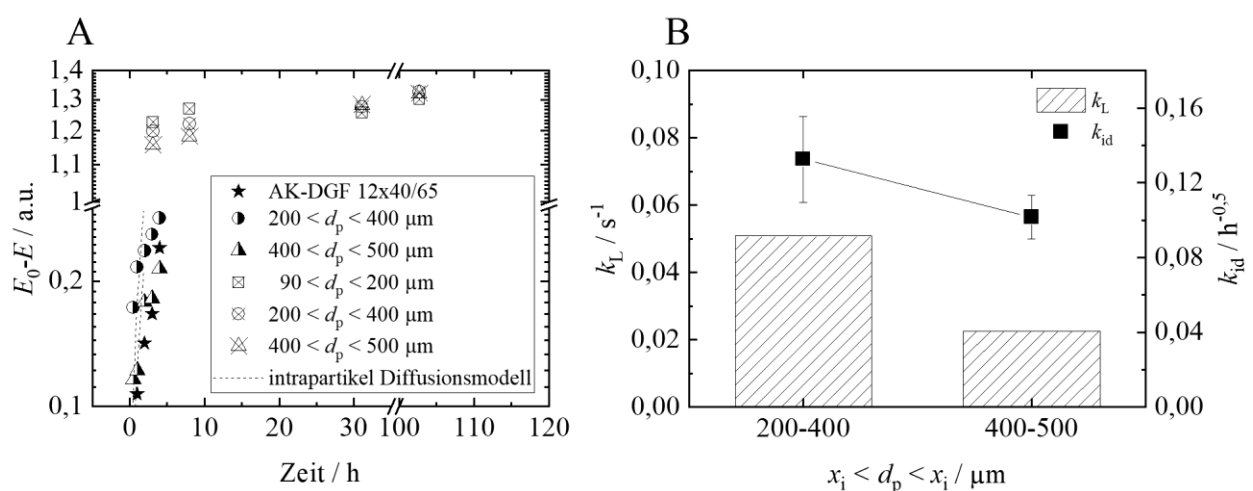 A
1,4
1,3
1,2
1,1
1
0,2
0,1
E₀-E / a.u.
AK-DGF 12x40/65
200 < dₚ < 400 µm
400 < dₚ < 500 µm
90 < dₚ < 200 µm
200 < dₚ < 400 µm
400 < dₚ < 500 µm
intrapartikel Diffusionsmodell
0 10 20 30 100 110 120
Zeit / h
B
0,10
0,08
0,06
0,04
0,02
0,00
k_L / s⁻¹
k_L
k_id
0,16
0,12
0,08
0,04
0,00
k_id / h⁻⁰,⁵
200-400 400-500
xᵢ < dₚ < xᵢ / µm